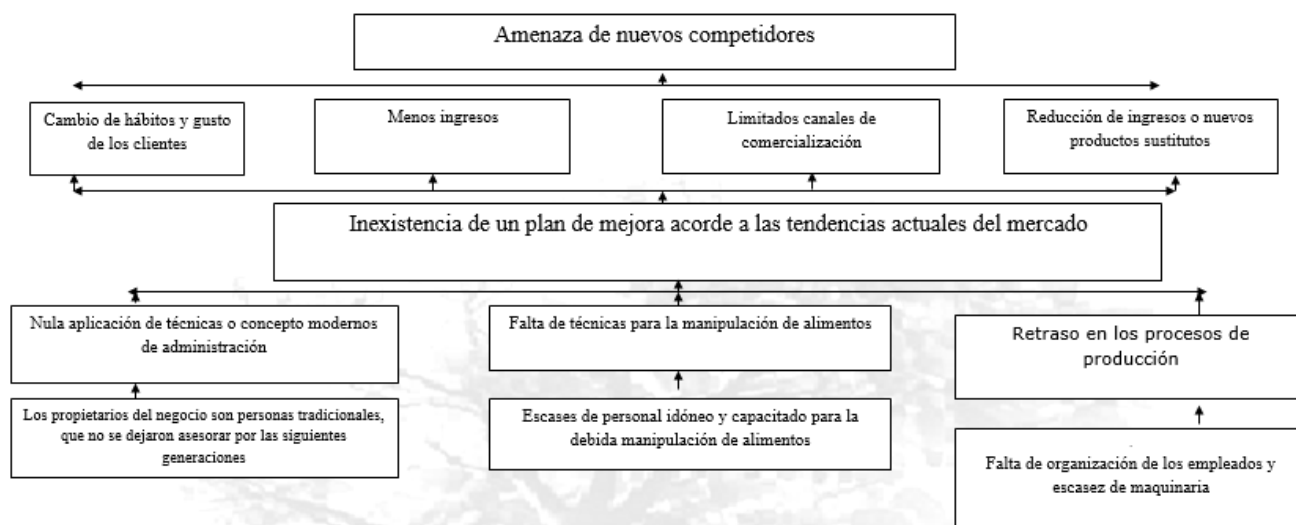 Amenaza de nuevos competidores
Cambio de hábitos y gusto
de los clientes
Menos ingresos
Limitados canales de
comercialización
Reducción de ingresos o nuevos
productos sustitutos
Inexistencia de un plan de mejora acorde a las tendencias actuales del mercado
Nula aplicación de técnicas o concepto modernos
de administración
Falta de técnicas para la manipulación de alimentos
Retraso en los procesos de
producción
Los propietarios del negocio son personas tradicionales,
que no se dejaron asesorar por las siguientes
generaciones
Escases de personal idóneo y capacitado para la
debida manipulación de alimentos
Falta de organización de los empleados y
escasez de maquinaria